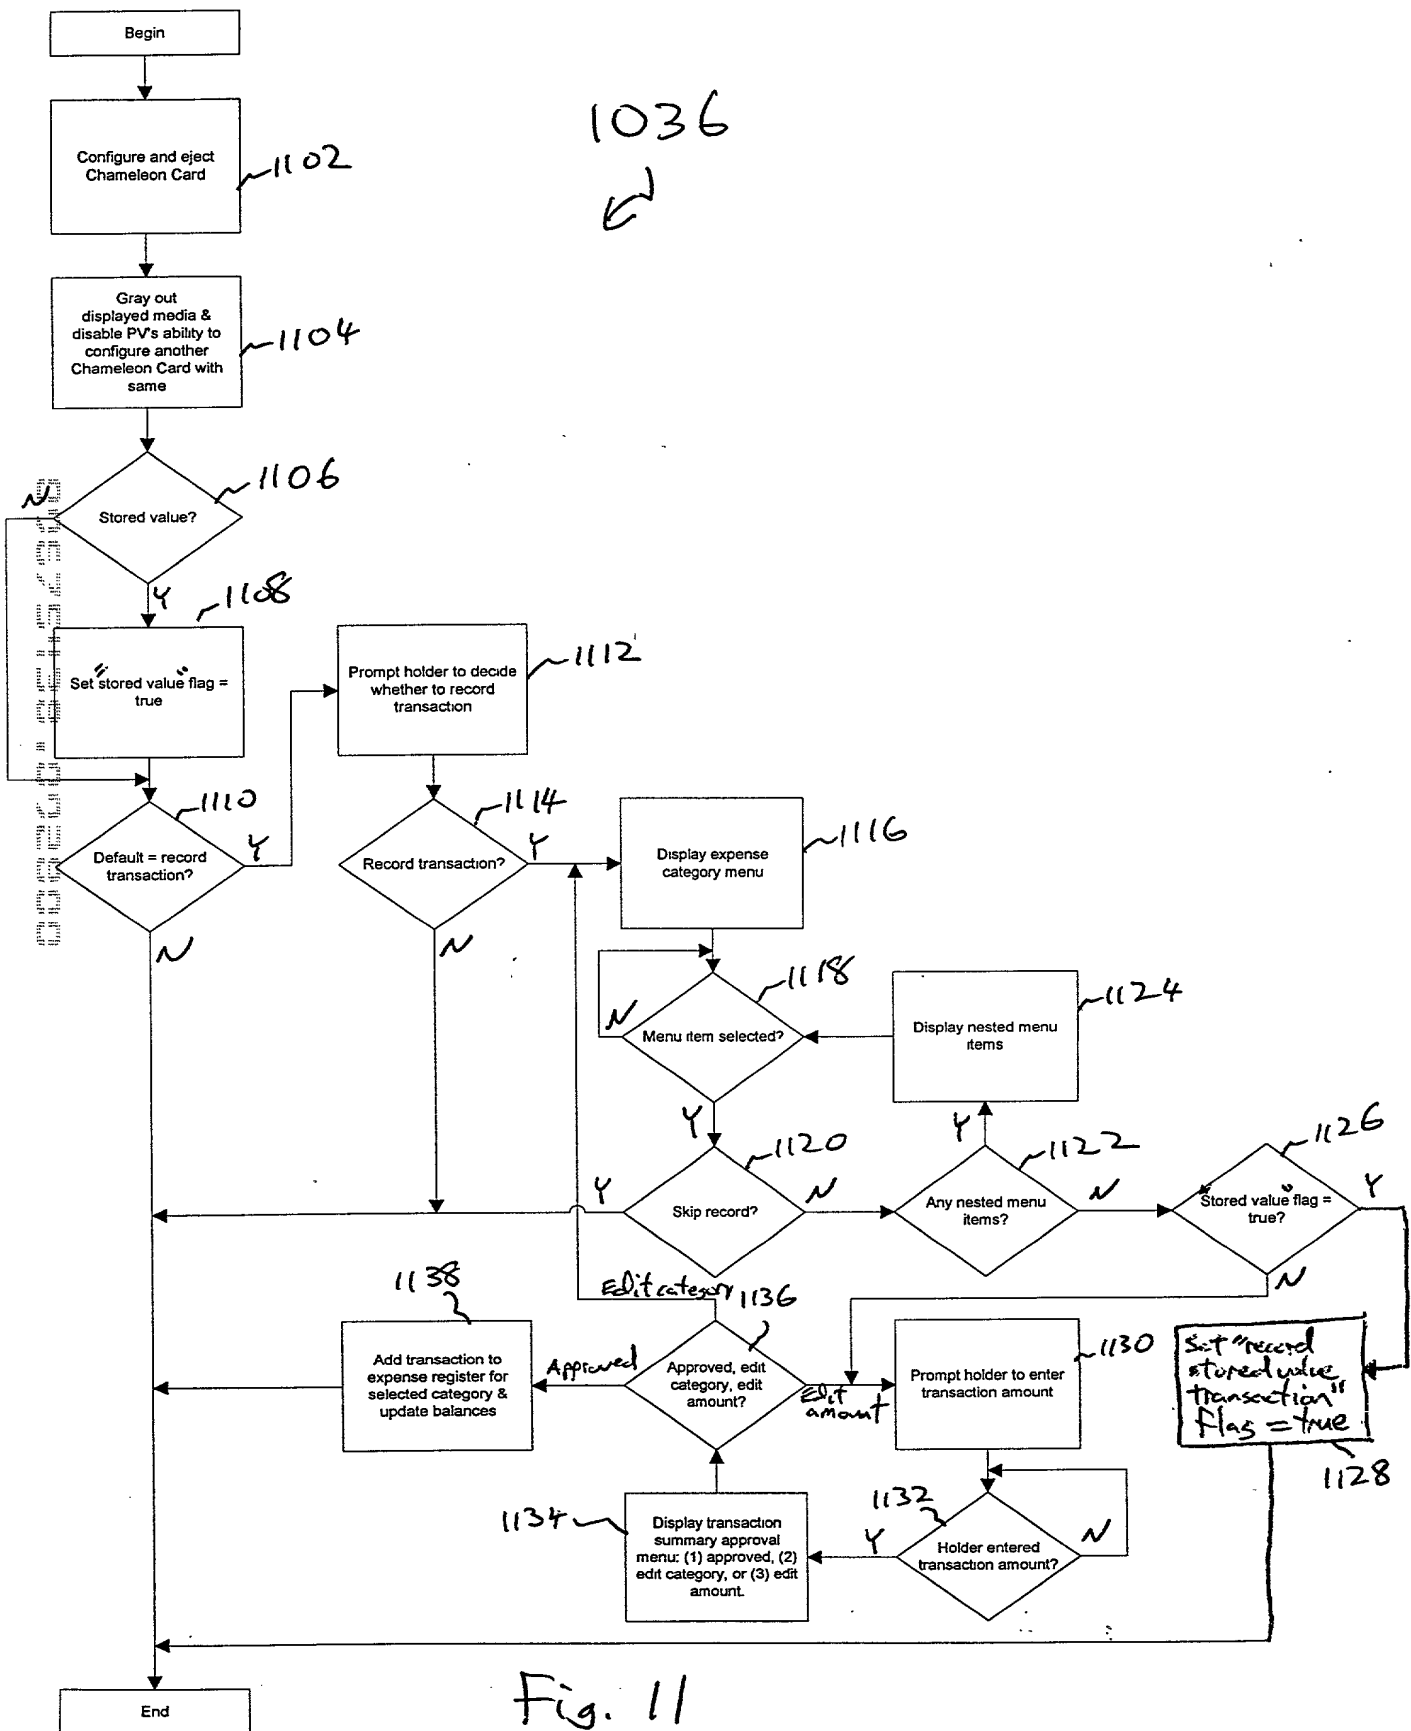 Begin
1036
Configure and eject
Chameleon Card
1102
Gray out
displayed media &
disable PV's ability to
configure another
Chameleon Card with
same
1104
1106
Stored value?
N
Y
1108
Set "stored value" flag =
true
Prompt holder to decide
whether to record
transaction
1112
1110
Default = record
transaction?
Y
N
1114
Record transaction?
Y
N
Display expense
category menu
1116
1118
Menu item selected?
N
Y
Display nested menu
items
1124
1120
Skip record?
Y
N
1122
Any nested menu
items?
Y
N
1126
"Stored value" flag =
true?
Y
N
1138
Add transaction to
expense register for
selected category &
update balances
Edit category
1136
Approved, edit
category, edit
amount?
Approved
Edit
amount
Prompt holder to enter
transaction amount
1130
Set "record
stored value
transaction"
flag = true
1128
1134
Display transaction
summary approval
menu: (1) approved, (2)
edit category, or (3) edit
amount.
1132
Holder entered
transaction amount?
Y
N
End
Fig. 11